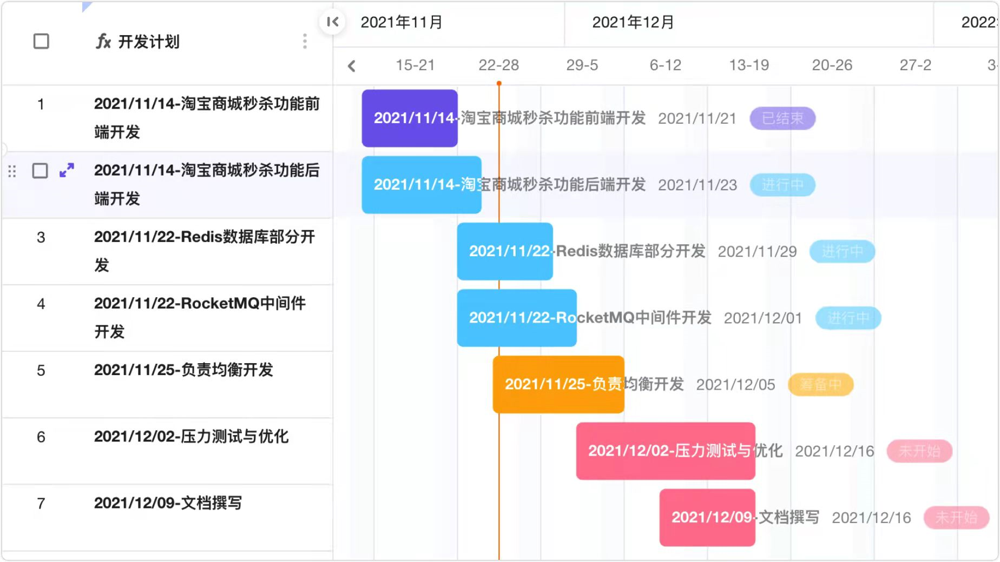 fx 开发计划
2021年11月 2021年12月 2022
15-21 22-28 29-5 6-12 13-19 20-26 27-2 3-
1 2021/11/14-淘宝商城秒杀功能前
端开发
2021/11/14-淘宝商城秒杀功能前端开发 2021/11/21 已结束
2021/11/14-淘宝商城秒杀功能后
端开发
2021/11/14-淘宝商城秒杀功能后端开发 2021/11/23 进行中
3 2021/11/22-Redis数据库部分开
发
2021/11/22-Redis数据库部分开发 2021/11/29 进行中
4 2021/11/22-RocketMQ中间件
开发
2021/11/22-RocketMQ中间件开发 2021/12/01 进行中
5 2021/11/25-负责均衡开发
2021/11/25-负责均衡开发 2021/12/05 筹备中
6 2021/12/02-压力测试与优化
2021/12/02-压力测试与优化 2021/12/16 未开始
7 2021/12/09-文档撰写
2021/12/09-文档撰写 2021/12/16 未开始